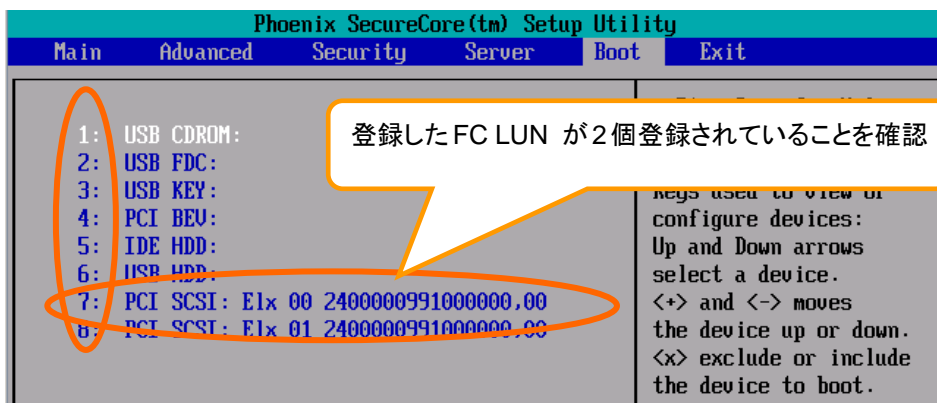 Phoenix SecureCore(tm) Setup Utility
Main Advanced Security Server Boot Exit
1: USB CDROM:
2: USB FDC:
3: USB KEY:
4: PCI BEV:
5: IDE HDD:
6: USB HDD:
7: PCI SCSI: Elx 00 2400000991000000,00
8: PCI SCSI: Elx 01 2400000991000000,00
登録したFC LUN が2個登録されていることを確認
Keys used to view or
configure devices:
Up and Down arrows
select a device.
<+> and <-> moves
the device up or down.
<x> exclude or include
the device to boot.